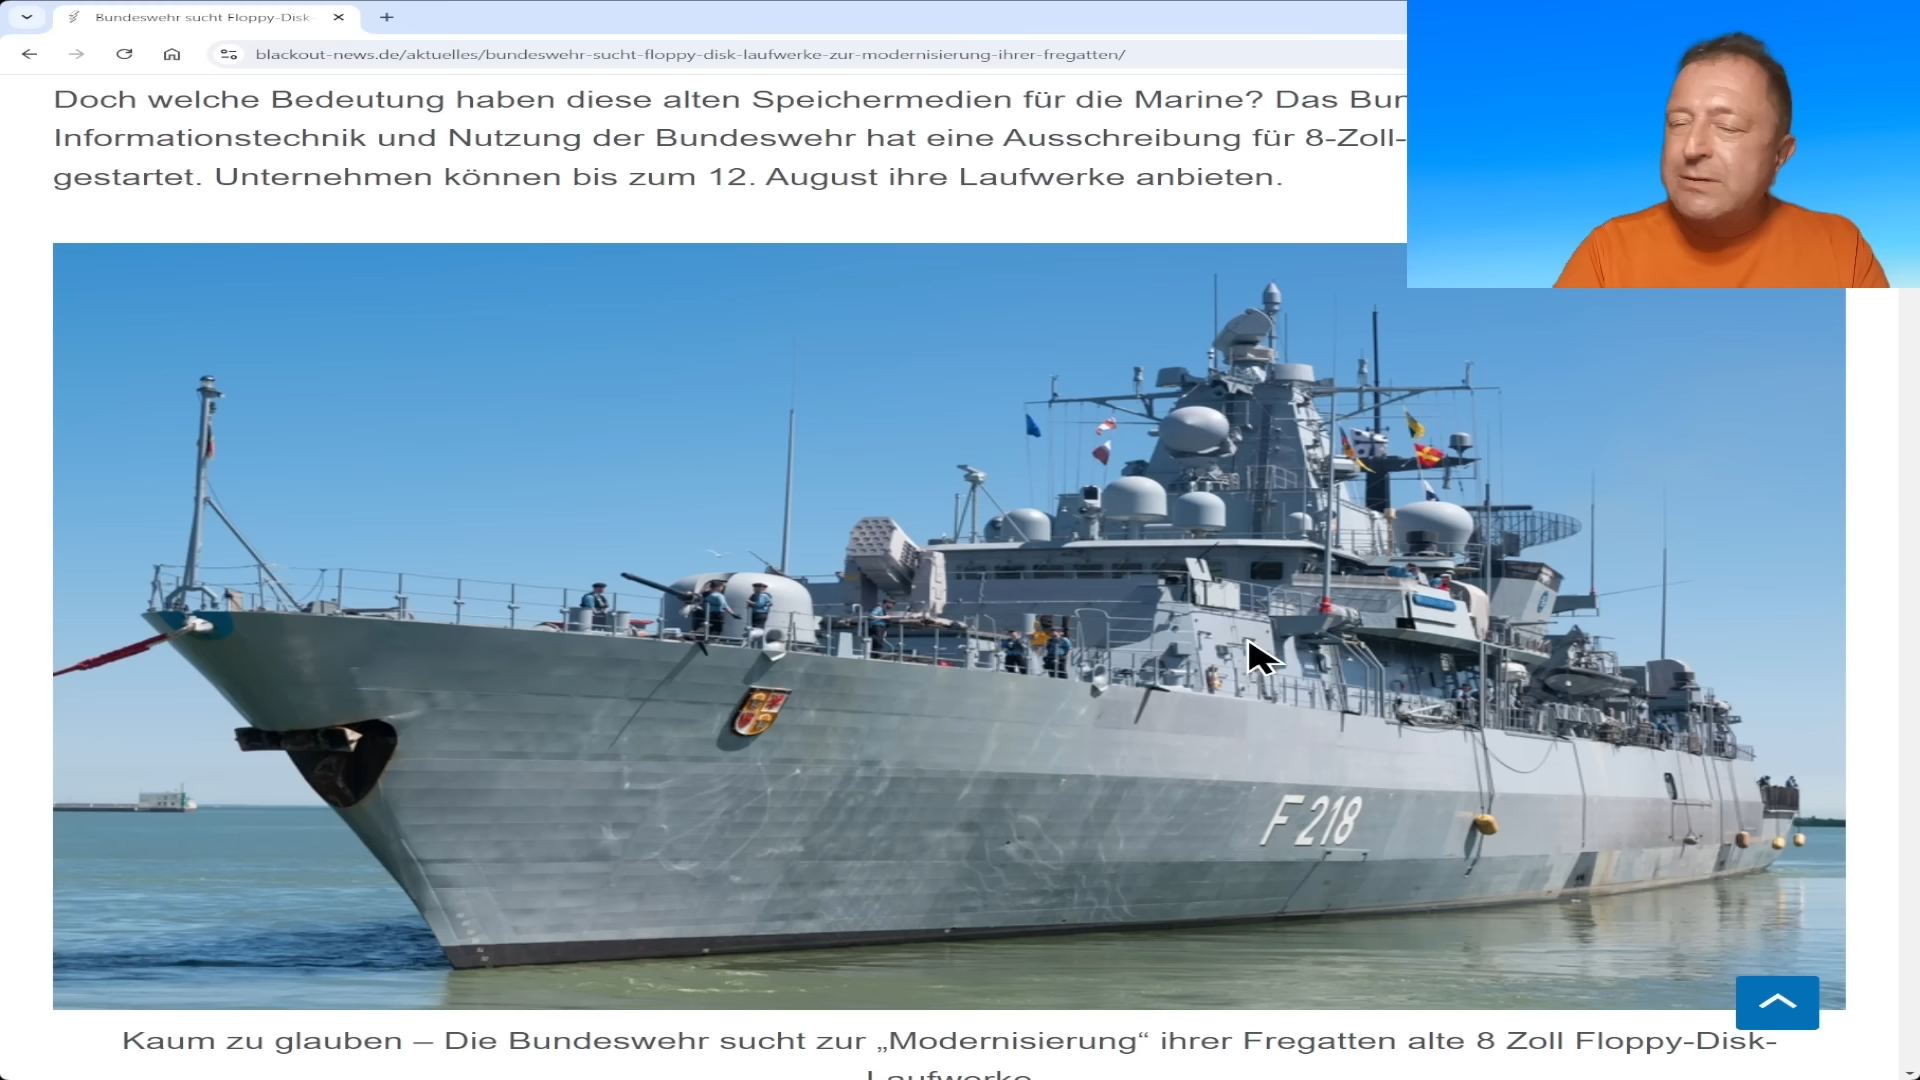 Bundeswehr sucht Floppy-Disk
blackout-news.de/aktuelles/bundeswehr-sucht-floppy-disk-laufwerke-zur-modernisierung-ihrer-fregatten/
Doch welche Bedeutung haben diese alten Speichermedien für die Marine? Das Bun
Informationstechnik und Nutzung der Bundeswehr hat eine Ausschreibung für 8-Zoll-
gestartet. Unternehmen können bis zum 12. August ihre Laufwerke anbieten.
F 218
Kaum zu glauben – Die Bundeswehr sucht zur „Modernisierung“ ihrer Fregatten alte 8 Zoll Floppy-Disk-
Laufwerke